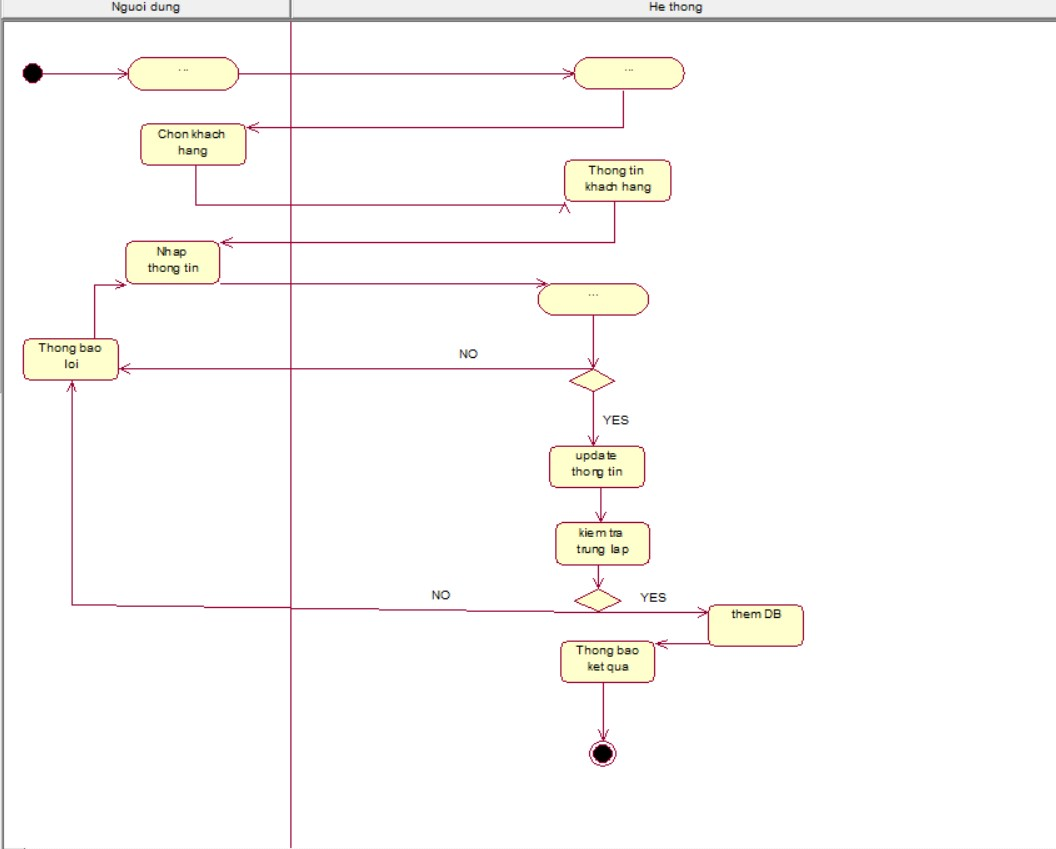 Nguoi dung
He thong
...
...
Chon khach
hang
Thong tin
khach hang
Nhap
thong tin
...
Thong bao
loi
NO
YES
update
thong tin
kiem tra
trung lap
NO
YES
them DB
Thong bao
ket qua